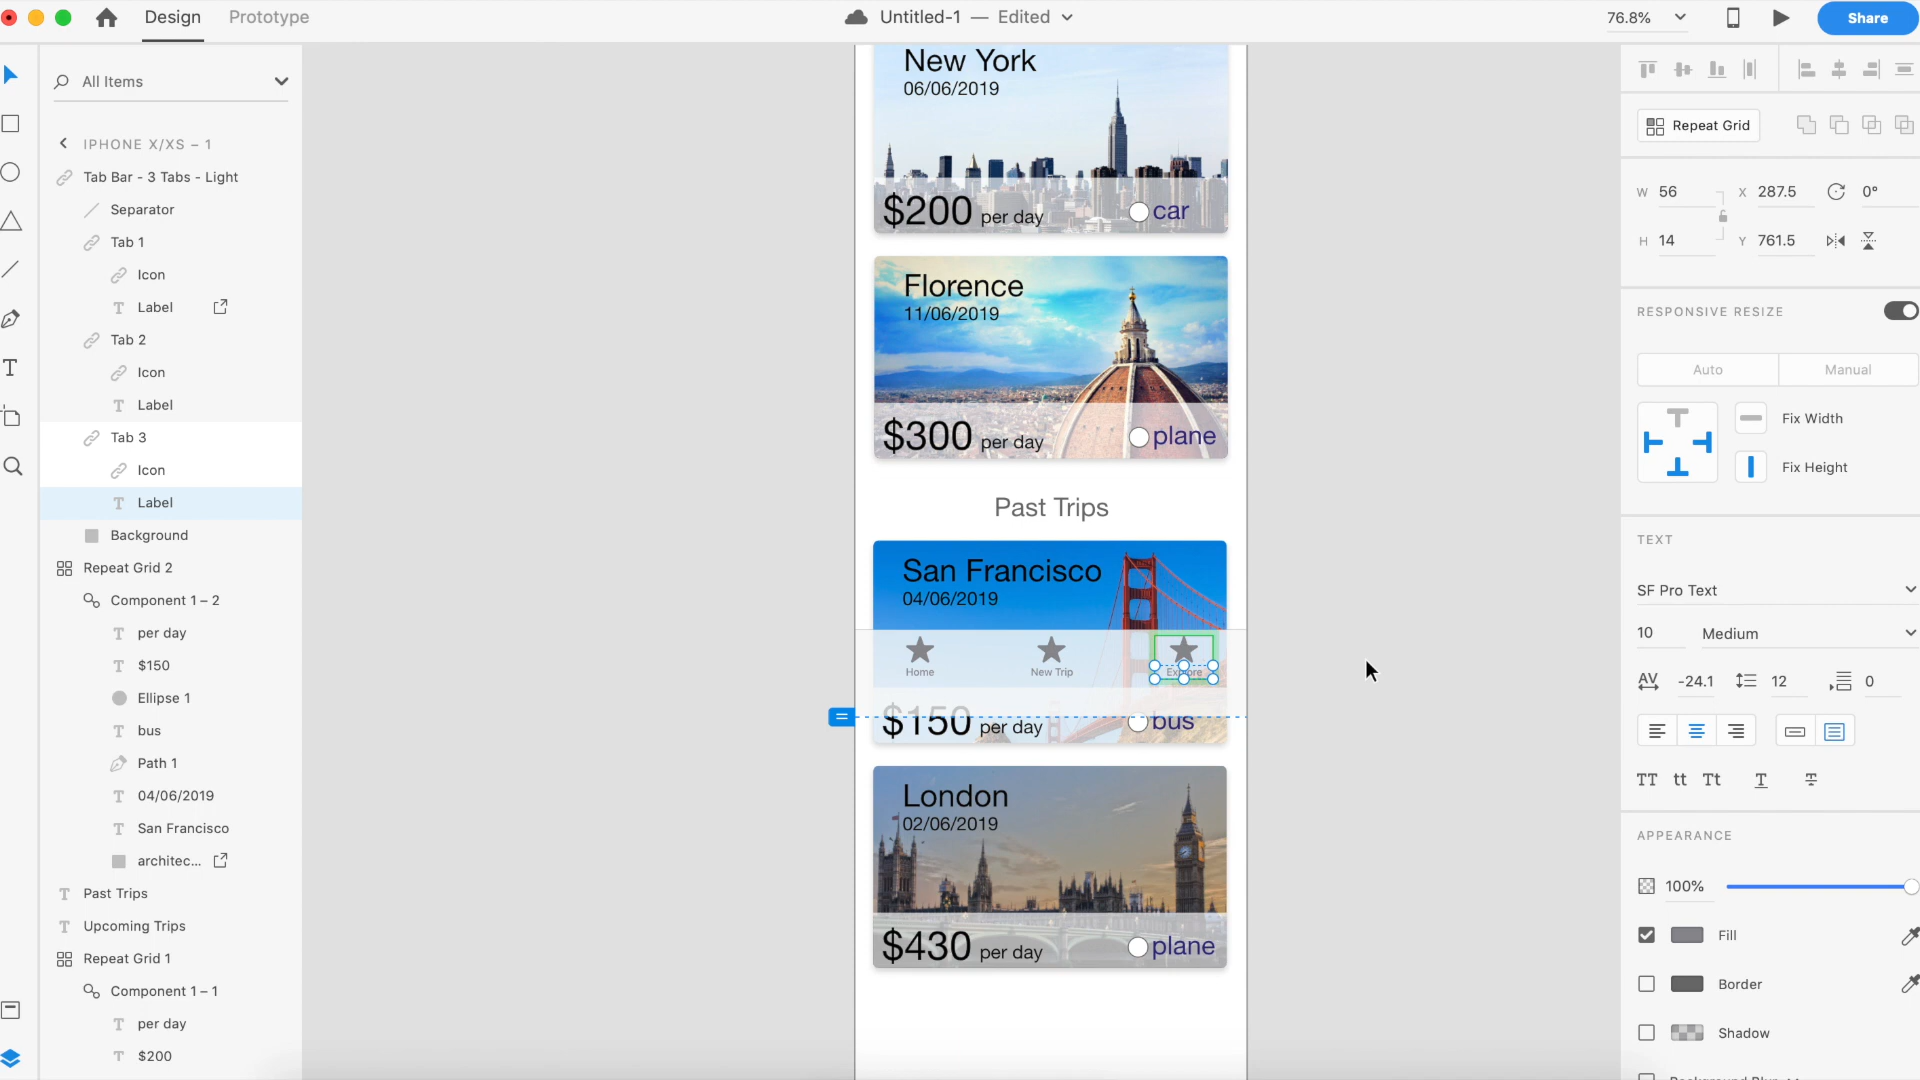 Design
Prototype
Untitled-1 — Edited
76.8%
Share
All Items
IPHONE X/XS – 1
Tab Bar - 3 Tabs - Light
Separator
Tab 1
Icon
Label
Tab 2
Icon
Label
Tab 3
Icon
Label
Background
Repeat Grid 2
Component 1 – 2
per day
$150
Ellipse 1
bus
Path 1
04/06/2019
San Francisco
architec...
Past Trips
Upcoming Trips
Repeat Grid 1
Component 1 – 1
per day
$200
New York
06/06/2019
$200 per day
car
Florence
11/06/2019
$300 per day
plane
Past Trips
San Francisco
04/06/2019
Home
New Trip
Explore
$150 per day
bus
London
02/06/2019
$430 per day
plane
Repeat Grid
W 56
X 287.5
0°
H 14
Y 761.5
RESPONSIVE RESIZE
Auto
Manual
Fix Width
Fix Height
TEXT
SF Pro Text
10
Medium
AV -24.1
12
0
TT tt Tt T T
APPEARANCE
100%
Fill
Border
Shadow